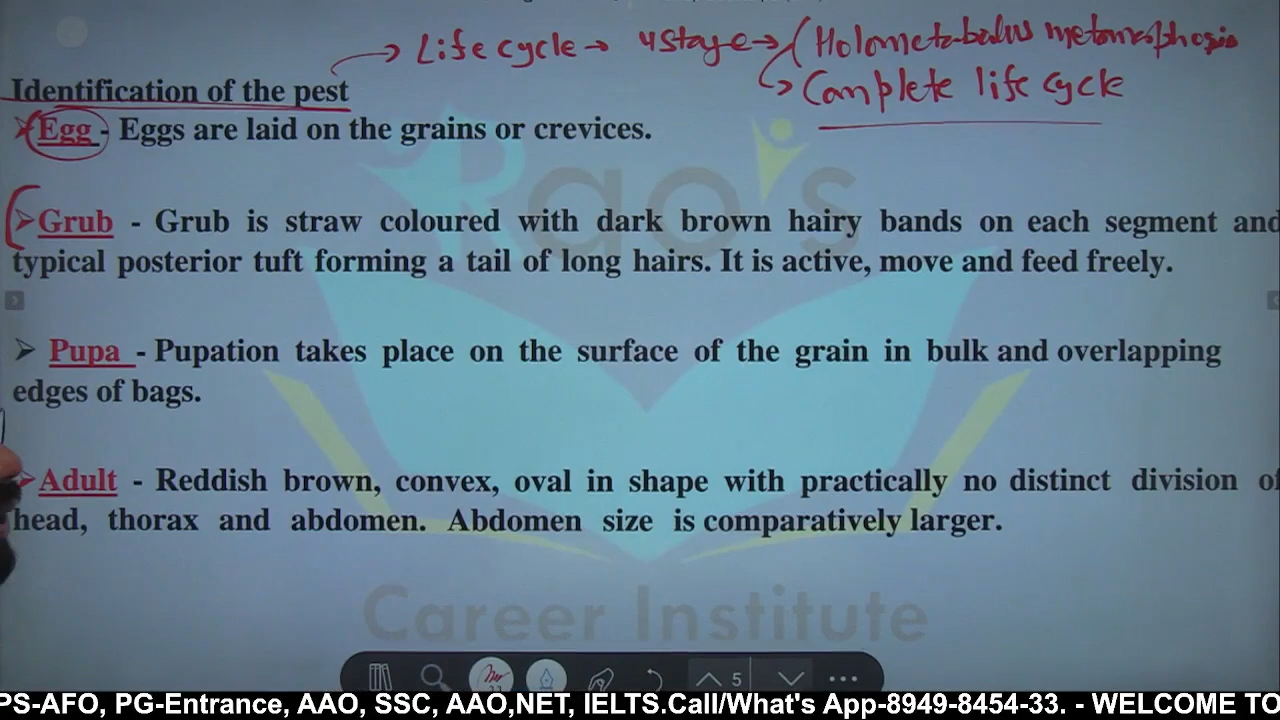 → Life cycle → 4 stage → (Holometabolus metamorphosis
→ Complete life cycle
Identification of the pest
➤ Egg - Eggs are laid on the grains or crevices.
Rao's
➤ Grub - Grub is straw coloured with dark brown hairy bands on each segment and
typical posterior tuft forming a tail of long hairs. It is active, move and feed freely.
➤ Pupa - Pupation takes place on the surface of the grain in bulk and overlapping
edges of bags.
➤ Adult - Reddish brown, convex, oval in shape with practically no distinct division of
head, thorax and abdomen. Abdomen size is comparatively larger.
Career Institute
5
PS-AFO, PG-Entrance, AAO, SSC, AAO,NET, IELTS.Call/What's App-8949-8454-33. - WELCOME TO